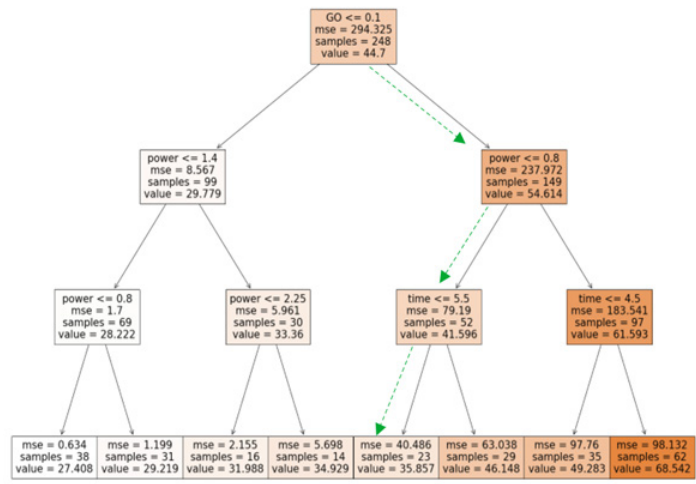 GO <= 0.1
mse = 294.325
samples = 248
value = 44.7
power <= 1.4
mse = 8.567
samples = 99
value = 29.779
power <= 0.8
mse = 237.972
samples = 149
value = 54.614
power <= 0.8
mse = 1.7
samples = 69
value = 28.222
power <= 2.25
mse = 5.961
samples = 30
value = 33.36
time <= 5.5
mse = 79.19
samples = 52
value = 41.596
time <= 4.5
mse = 183.541
samples = 97
value = 61.593
mse = 0.634
samples = 38
value = 27.408
mse = 1.199
samples = 31
value = 29.219
mse = 2.155
samples = 16
value = 31.988
mse = 5.698
samples = 14
value = 34.929
mse = 40.486
samples = 23
value = 35.857
mse = 63.038
samples = 29
value = 46.148
mse = 97.76
samples = 35
value = 49.283
mse = 98.132
samples = 62
value = 68.542